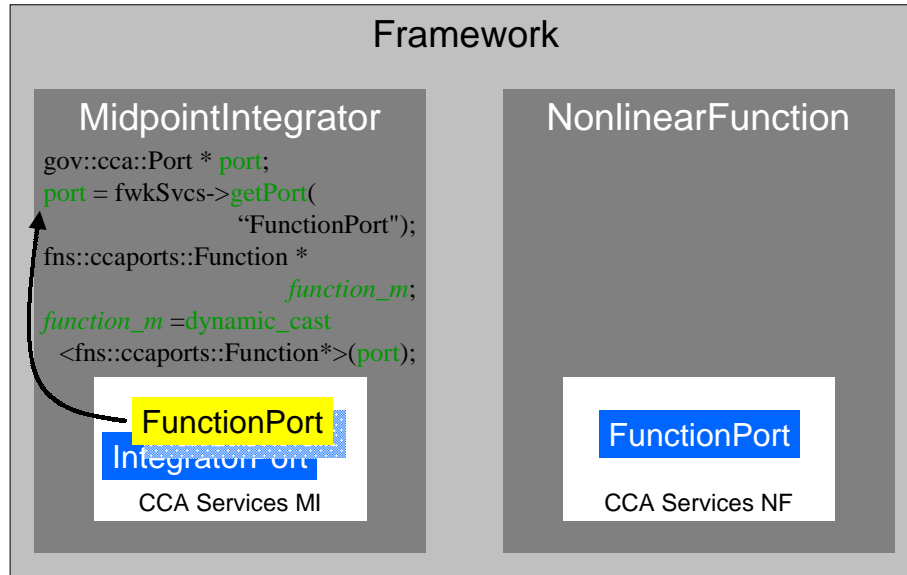 Framework
MidpointIntegrator
gov::cca::Port * port;
port = fwkSvcs->getPort(
“FunctionPort");
fns::ccaports::Function *
function_m;
function_m =dynamic_cast
<fns::ccaports::Function*>(port);
FunctionPort
IntegratorPort
CCA Services MI
NonlinearFunction
FunctionPort
CCA Services NF